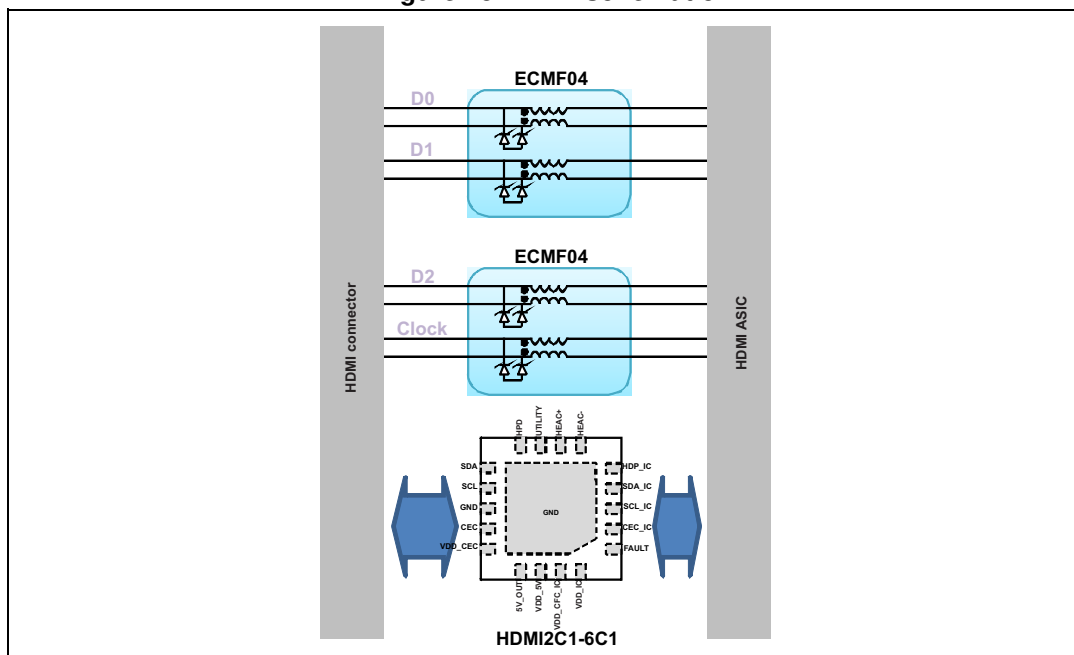 ECMF04
D0
D1
ECMF04
D2
Clock
HDMI connector
HDMI ASIC
HPD
UTILITY
HEAC+
HEAC-
SDA
SCL
GND
CEC
VDD_CEC
GND
HDP_IC
SDA_IC
SCL_IC
CEC_IC
FAULT
5V_OUT
VDD_5V
VDD_CFC_IC
VDD_IC
HDMI2C1-6C1